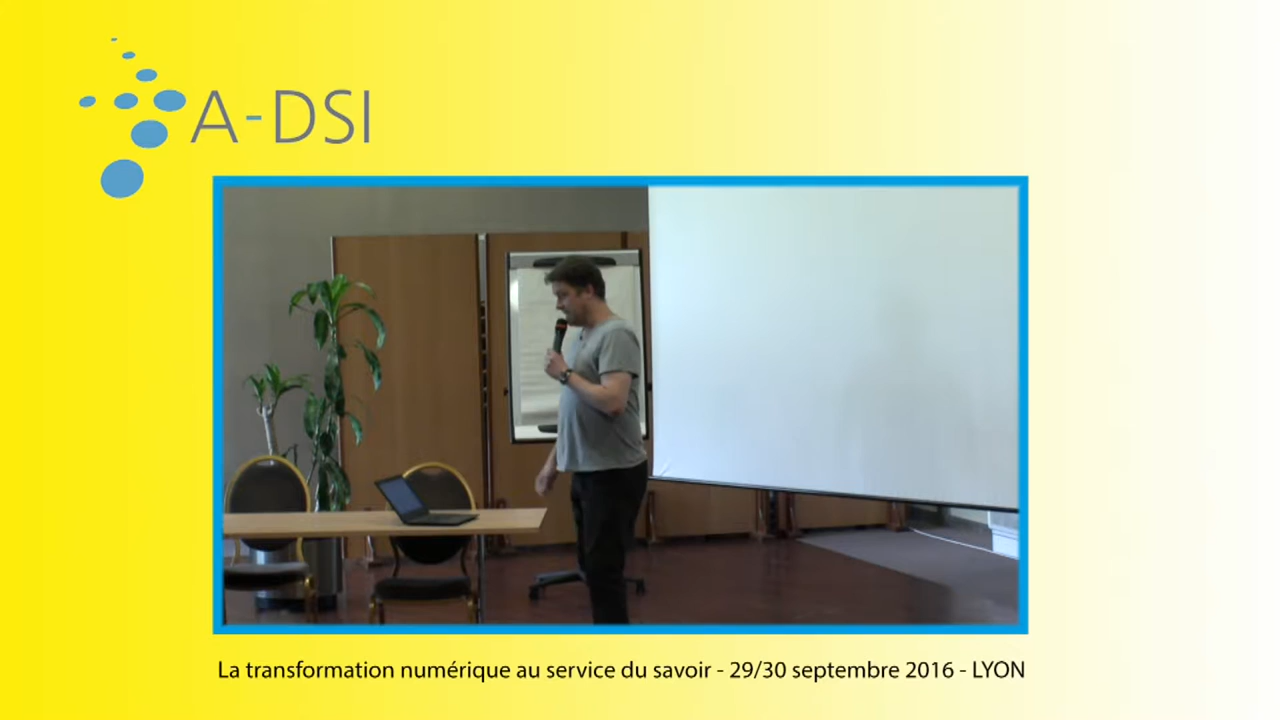 A-DSI
La transformation numérique au service du savoir - 29/30 septembre 2016 - LYON